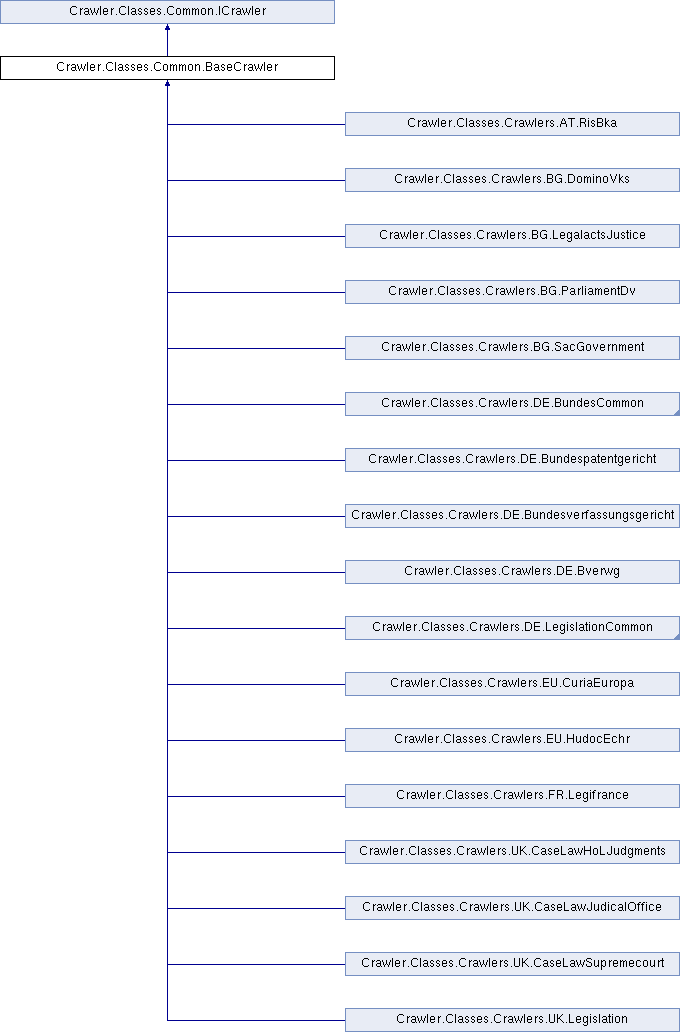 Crawler.Classes.Common.ICrawler
Crawler.Classes.Common.BaseCrawler
Crawler.Classes.Crawlers.AT.RisBka
Crawler.Classes.Crawlers.BG.DominoVks
Crawler.Classes.Crawlers.BG.LegalactsJustice
Crawler.Classes.Crawlers.BG.ParliamentDv
Crawler.Classes.Crawlers.BG.SacGovernment
Crawler.Classes.Crawlers.DE.BundesCommon
Crawler.Classes.Crawlers.DE.Bundespatentgericht
Crawler.Classes.Crawlers.DE.Bundesverfassungsgericht
Crawler.Classes.Crawlers.DE.Bverwg
Crawler.Classes.Crawlers.DE.LegislationCommon
Crawler.Classes.Crawlers.EU.CuriaEuropa
Crawler.Classes.Crawlers.EU.HudocEchr
Crawler.Classes.Crawlers.FR.Legifrance
Crawler.Classes.Crawlers.UK.CaseLawHoLJudgments
Crawler.Classes.Crawlers.UK.CaseLawJudicalOffice
Crawler.Classes.Crawlers.UK.CaseLawSupremecourt
Crawler.Classes.Crawlers.UK.Legislation